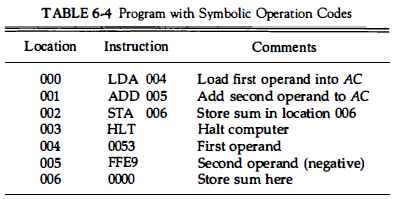 TABLE 6-4 Program with Symbolic Operation Codes
Location Instruction Comments
000 LDA 004 Load first operand into AC
001 ADD 005 Add second operand to AC
002 STA 006 Store sum in location 006
003 HLT Halt computer
004 0053 First operand
005 FFE9 Second operand (negative)
006 0000 Store sum here